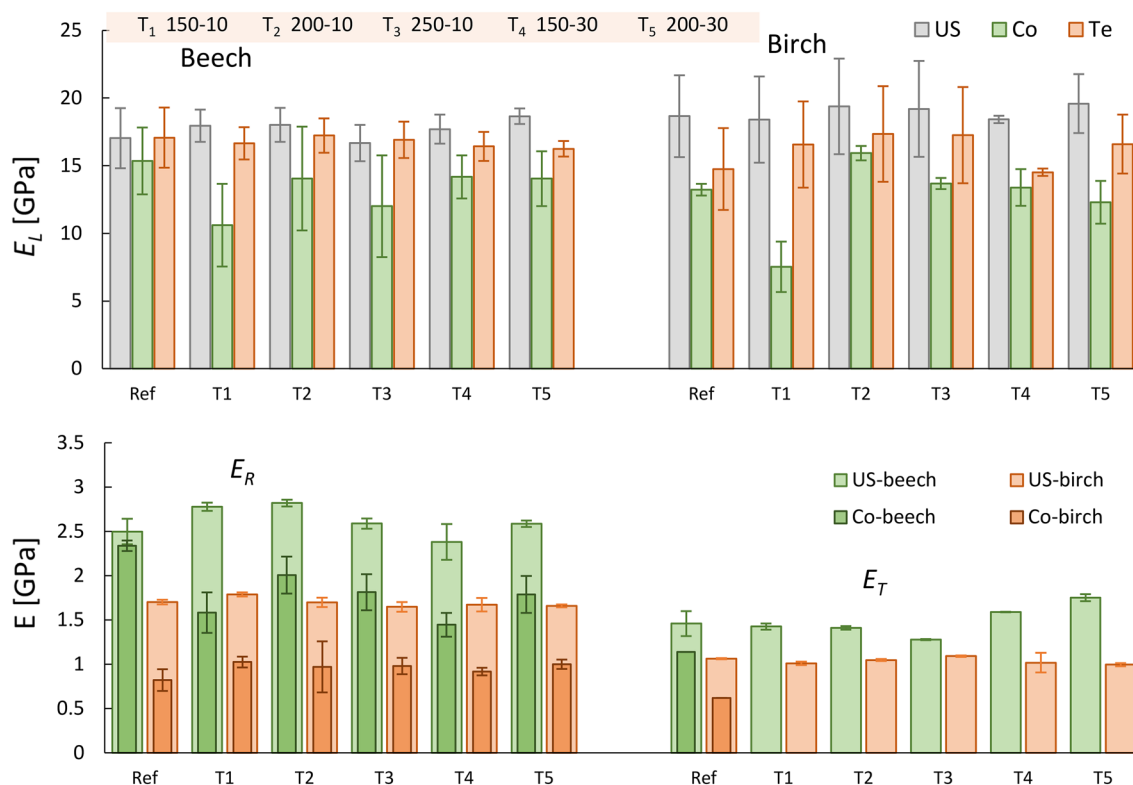 T1 150-10 T2 200-10 T3 250-10 T4 150-30 T5 200-30
Beech
Birch
US Co Te
EL [GPa]
25
20
15
10
5
0
Ref T1 T2 T3 T4 T5
Ref T1 T2 T3 T4 T5
E [GPa]
3.5
3
2.5
2
1.5
1
0.5
0
ER
US-beech US-birch
Co-beech Co-birch
ET
Ref T1 T2 T3 T4 T5
Ref T1 T2 T3 T4 T5